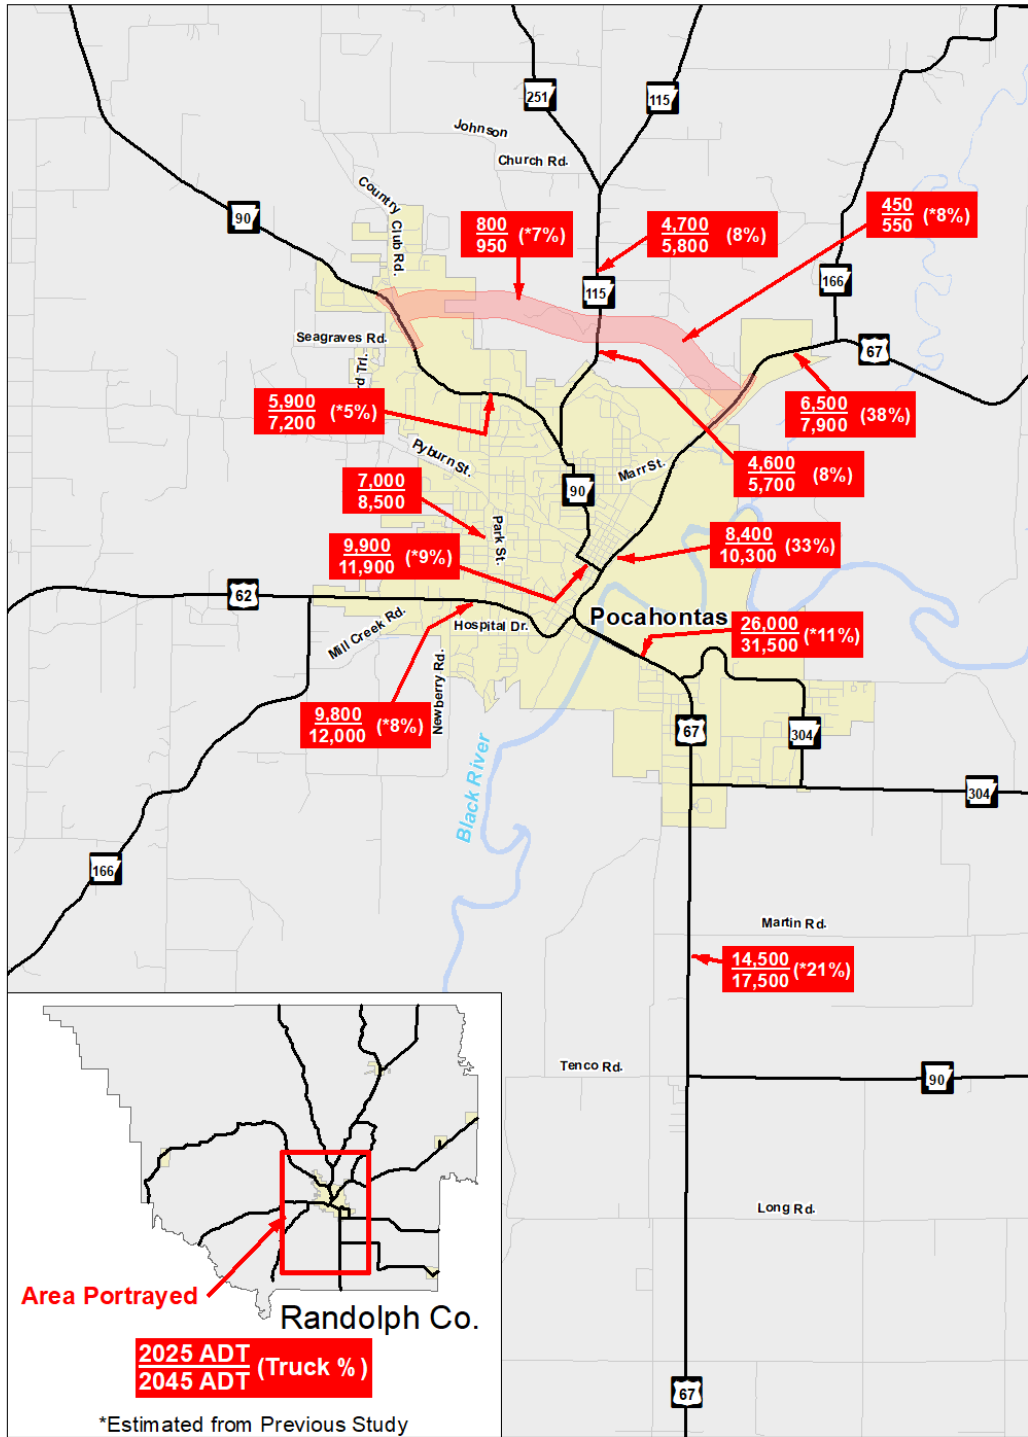 251
115
Johnson
Church Rd.
Country Club Rd.
90
800
950
(*7%)
4,700
5,800
(8%)
450
550
(*8%)
115
166
67
Seagraves Rd.
rd Trl.
5,900
7,200
(*5%)
6,500
7,900
(38%)
Pyburn St.
Marr St.
4,600
5,700
(8%)
7,000
8,500
90
Park St.
9,900
11,900
(*9%)
8,400
10,300
(33%)
62
Mill Creek Rd.
Hospital Dr.
Pocahontas
26,000
31,500
(*11%)
Newberry Rd.
9,800
12,000
(*8%)
67
304
Black River
304
166
Martin Rd.
14,500
17,500
(*21%)
Tenco Rd.
90
Long Rd.
67
Area Portrayed
Randolph Co.
2025 ADT
2045 ADT
(Truck %)
*Estimated from Previous Study